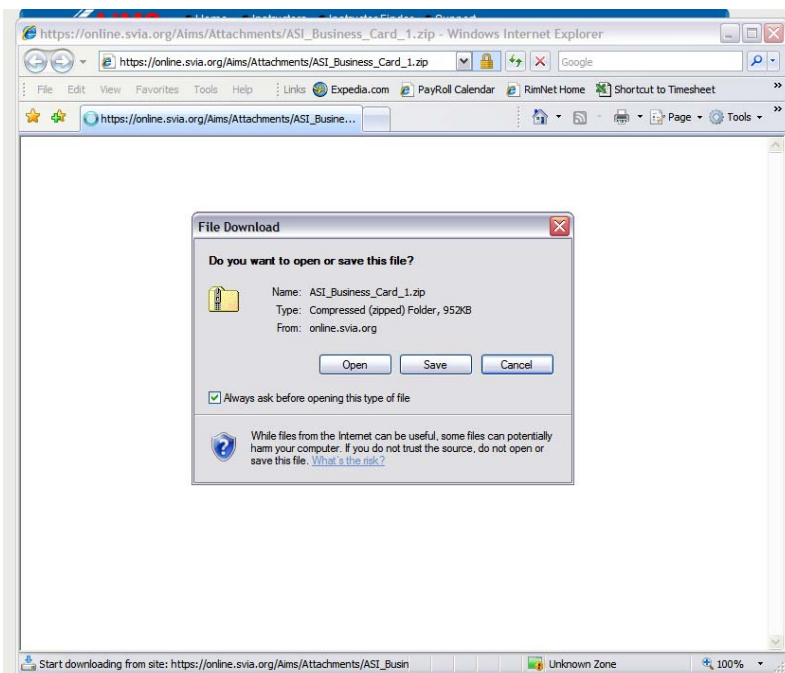 Home Instructors Instructor Finder Support
https://online.svia.org/Aims/Attachments/ASI_Business_Card_1.zip - Windows Internet Explorer
https://online.svia.org/Aims/Attachments/ASI_Business_Card_1.zip Google
File Edit View Favorites Tools Help Links Expedia.com PayRoll Calendar RimNet Home Shortcut to Timesheet »
https://online.svia.org/Aims/Attachments/ASI_Busine... Page Tools »
File Download
Do you want to open or save this file?
Name: ASI_Business_Card_1.zip
Type: Compressed (zipped) Folder, 952KB
From: online.svia.org
Open Save Cancel
Always ask before opening this type of file
While files from the Internet can be useful, some files can potentially
harm your computer. If you do not trust the source, do not open or
save this file. What's the risk?
Start downloading from site: https://online.svia.org/Aims/Attachments/ASI_Busin Unknown Zone 100%